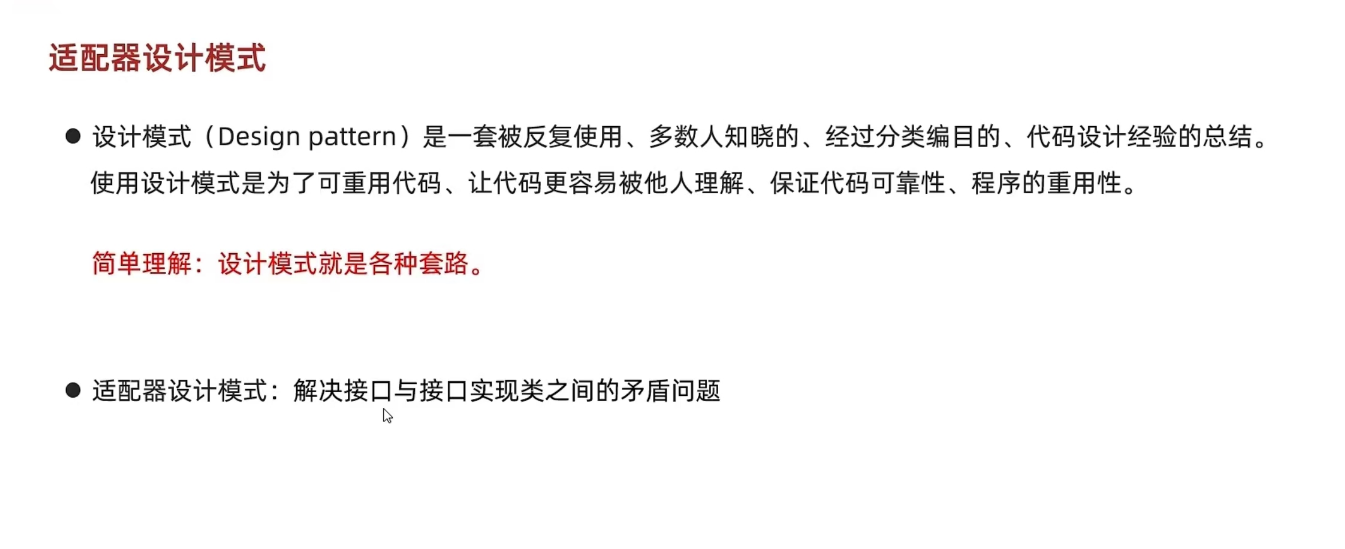 适配器设计模式
● 设计模式（Design pattern）是一套被反复使用、多数人知晓的、经过分类编目的、代码设计经验的总结。
使用设计模式是为了可重用代码、让代码更容易被他人理解、保证代码可靠性、程序的重用性。
简单理解：设计模式就是各种套路。
● 适配器设计模式：解决接口与接口实现类之间的矛盾问题